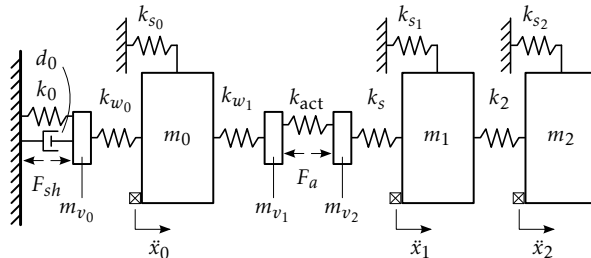 k_{s_0} k_{s_1} k_{s_2}
d_0
k_0 k_{w_0} k_{w_1} k_{act} k_s k_2
m_0 m_1 m_2
F_{sh} F_a
m_{v_0} m_{v_1} m_{v_2}
ẍ_0 ẍ_1 ẍ_2